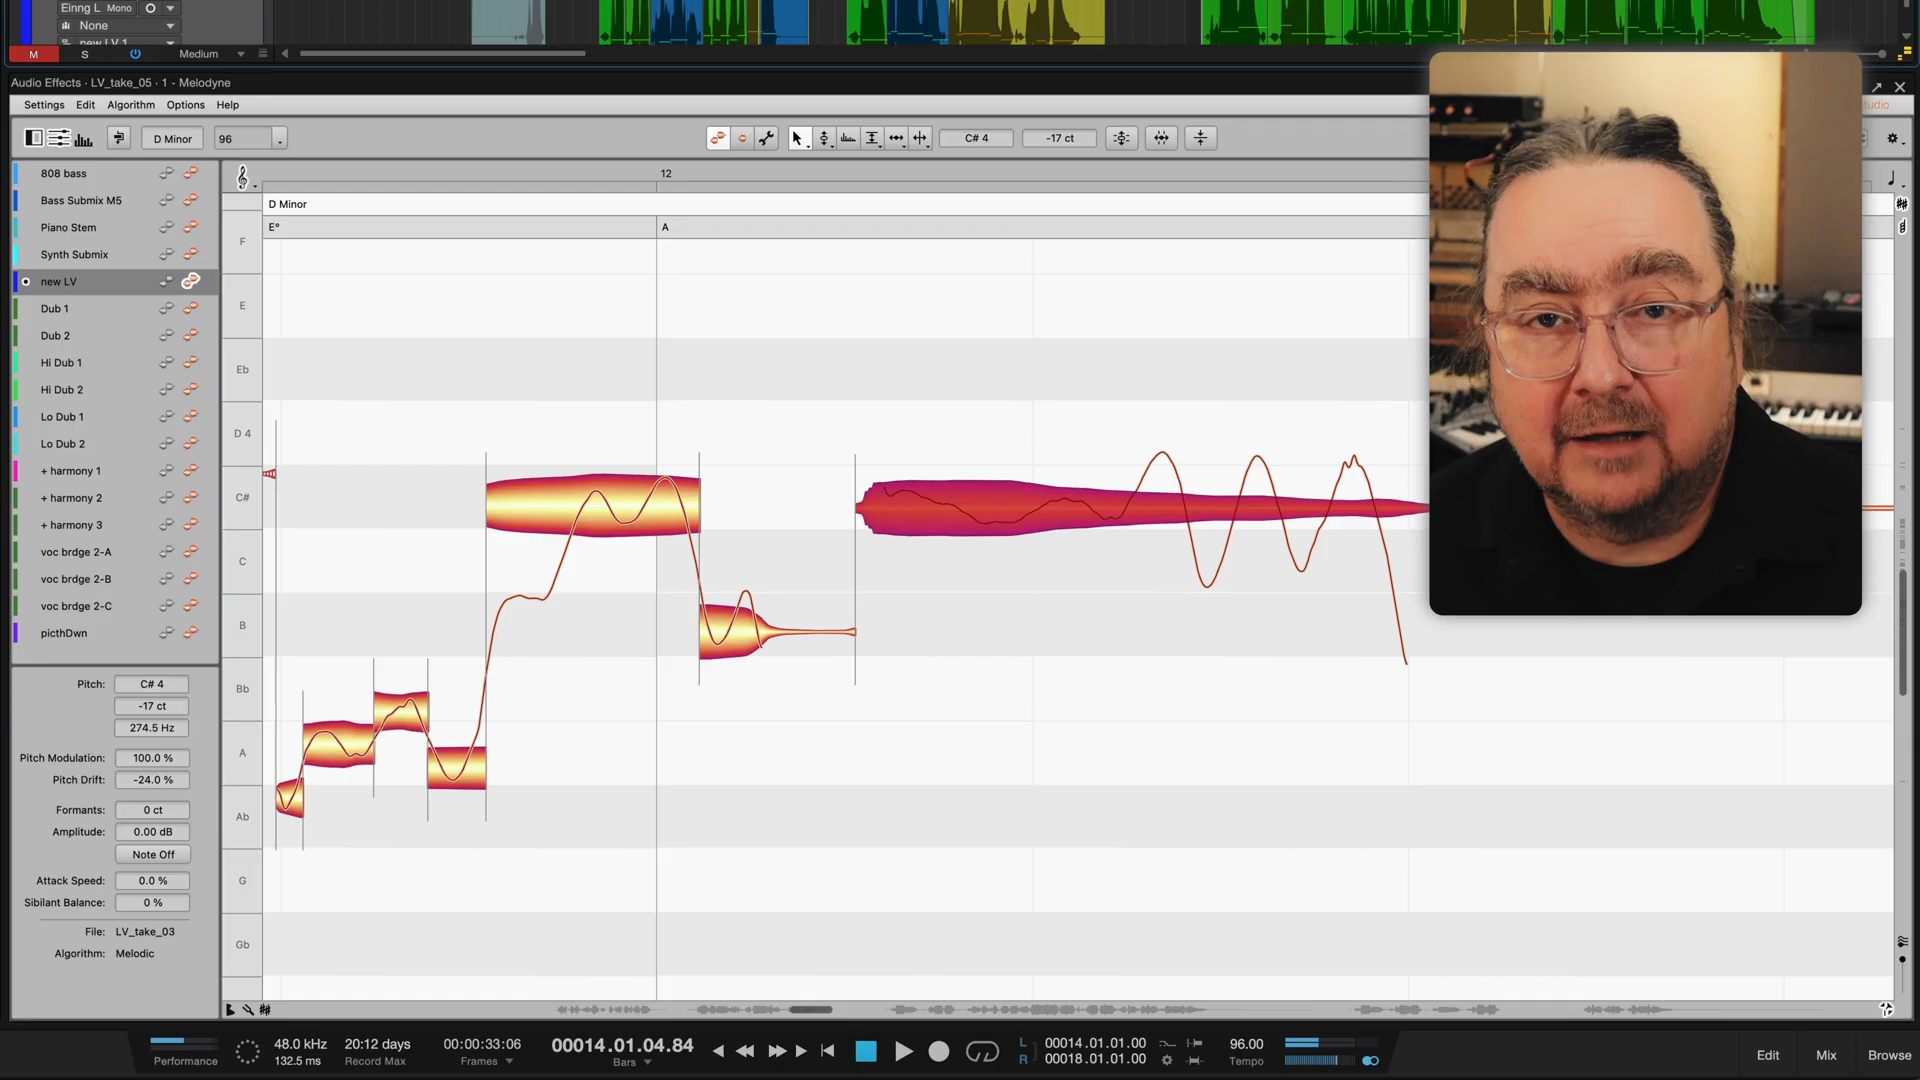 Einng L Mono
None
new LV 1
M S Medium
Audio Effects · LV_take_05 · 1 - Melodyne
Settings Edit Algorithm Options Help
studio
D Minor 96 C# 4 -17 ct
808 bass
Bass Submix M5
Piano Stem
Synth Submix
new LV
Dub 1
Dub 2
Hi Dub 1
Hi Dub 2
Lo Dub 1
Lo Dub 2
+ harmony 1
+ harmony 2
+ harmony 3
voc brdge 2-A
voc brdge 2-B
voc brdge 2-C
picthDwn
12
D Minor
E° A
F
E
Eb
D 4
C#
C
B
Bb
A
Ab
G
Gb
Pitch: C# 4
-17 ct
274.5 Hz
Pitch Modulation: 100.0 %
Pitch Drift: -24.0 %
Formants: 0 ct
Amplitude: 0.00 dB
Note Off
Attack Speed: 0.0 %
Sibilant Balance: 0 %
File: LV_take_03
Algorithm: Melodic
Performance
48.0 kHz
132.5 ms
20:12 days
Record Max
00:00:33:06
Frames
00014.01.04.84
Bars
L 00014.01.01.00
R 00018.01.01.00
96.00
Tempo
Edit Mix Browse